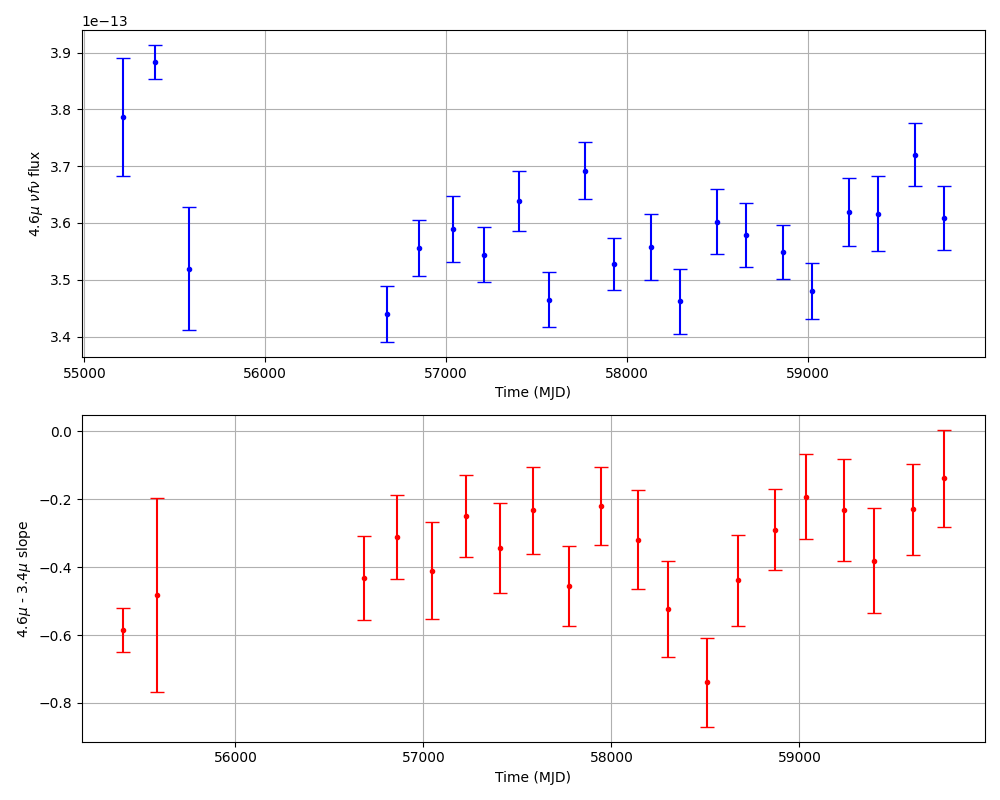 1e−13
4.6μ νfν flux
3.9
3.8
3.7
3.6
3.5
3.4
55000 56000 57000 58000 59000
Time (MJD)
4.6μ - 3.4μ slope
0.0
−0.2
−0.4
−0.6
−0.8
56000 57000 58000 59000
Time (MJD)